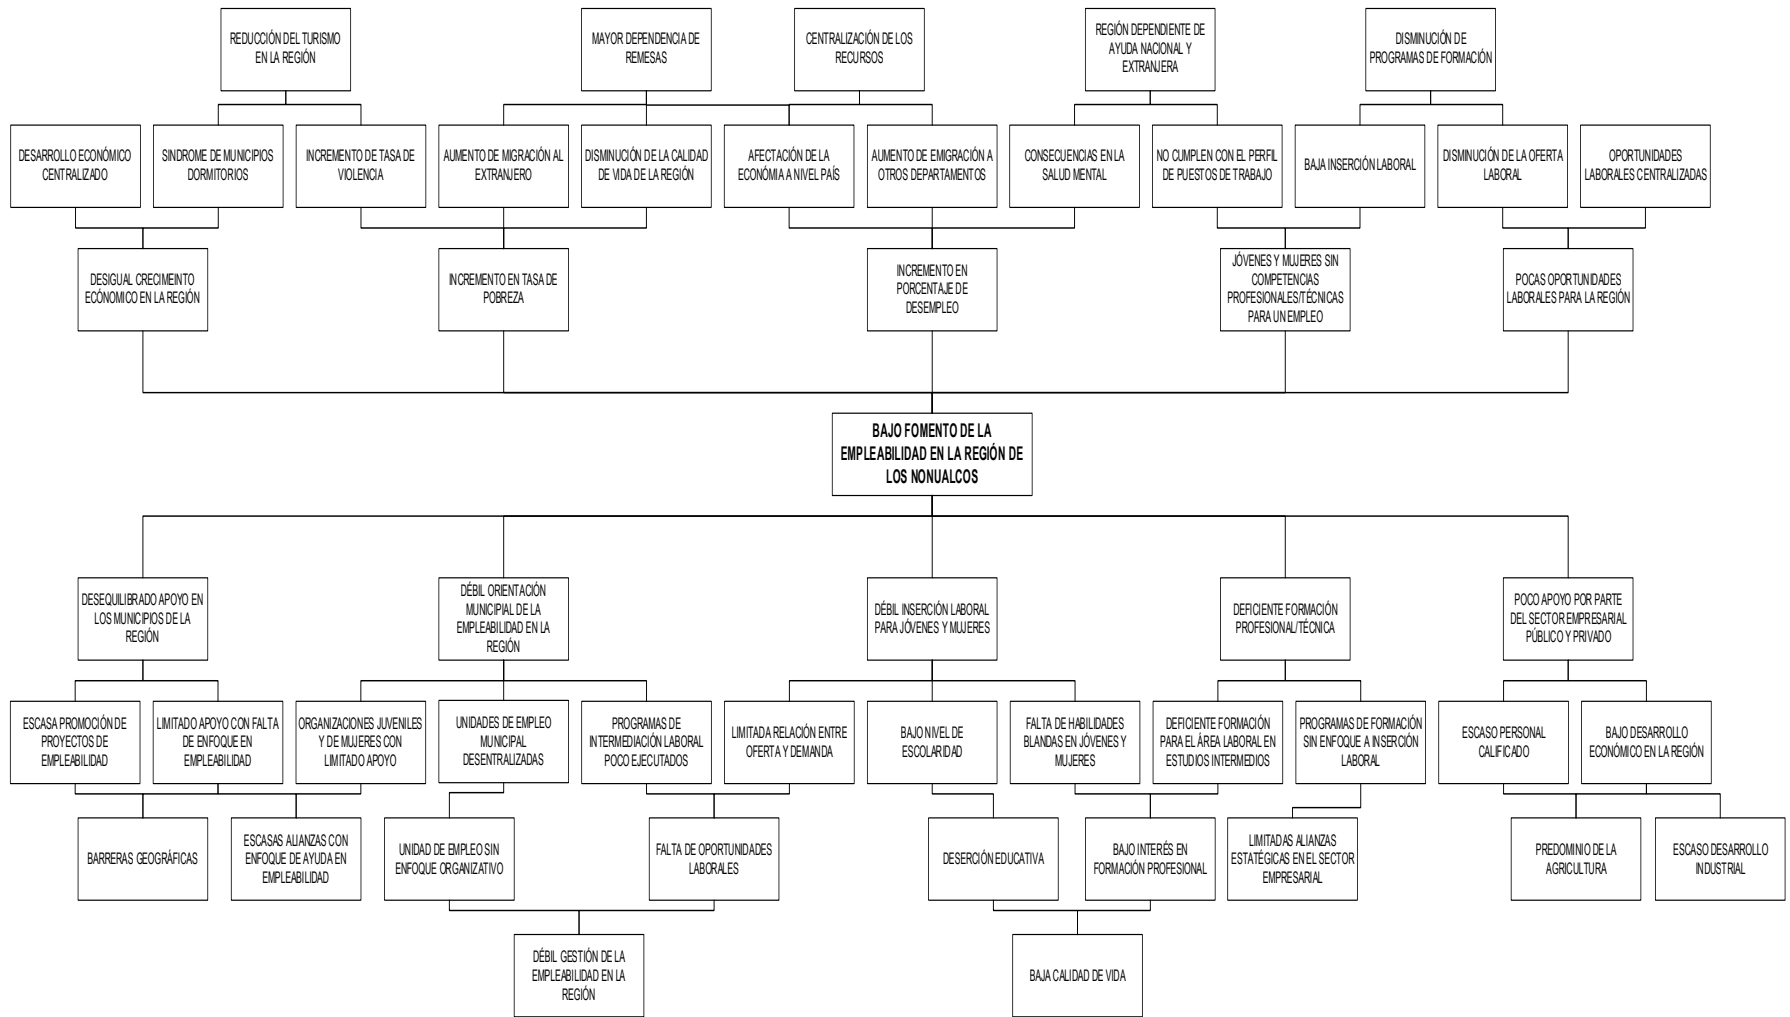 REDUCCIÓN DEL TURISMO
EN LA REGIÓN
MAYOR DEPENDENCIA DE
REMESAS
CENTRALIZACIÓN DE LOS
RECURSOS
REGIÓN DEPENDIENTE DE
AYUDA NACIONAL Y
EXTRANJERA
DISMINUCIÓN DE
PROGRAMAS DE FORMACIÓN
DESARROLLO ECONÓMICO
CENTRALIZADO
SINDROME DE MUNICIPIOS
DORMITORIOS
INCREMENTO DE TASA DE
VIOLENCIA
AUMENTO DE MIGRACIÓN AL
EXTRANJERO
DISMINUCIÓN DE LA CALIDAD
DE VIDA DE LA REGIÓN
AFECTACIÓN DE LA
ECONÓMIA A NIVEL PAÍS
AUMENTO DE EMIGRACIÓN A
OTROS DEPARTAMENTOS
CONSECUENCIAS EN LA
SALUD MENTAL
NO CUMPLEN CON EL PERFIL
DE PUESTOS DE TRABAJO
BAJA INSERCIÓN LABORAL
DISMINUCIÓN DE LA OFERTA
LABORAL
OPORTUNIDADES
LABORALES CENTRALIZADAS
DESIGUAL CRECIMEINTO
ECÓNOMICO EN LA REGIÓN
INCREMENTO EN TASA DE
POBREZA
INCREMENTO EN
PORCENTAJE DE
DESEMPLEO
JÓVENES Y MUJERES SIN
COMPETENCIAS
PROFESIONALES/TÉCNICAS
PARA UN EMPLEO
POCAS OPORTUNIDADES
LABORALES PARA LA REGIÓN
BAJO FOMENTO DE LA
EMPLEABILIDAD EN LA REGIÓN DE
LOS NONUALCOS
DESEQUILIBRADO APOYO EN
LOS MUNICIPIOS DE LA
REGIÓN
DÉBIL ORIENTACIÓN
MUNICIPIAL DE LA
EMPLEABILIDAD EN LA
REGIÓN
DÉBIL INSERCIÓN LABORAL
PARA JÓVENES Y MUJERES
DEFICIENTE FORMACIÓN
PROFESIONAL/TÉCNICA
POCO APOYO POR PARTE
DEL SECTOR EMPRESARIAL
PÚBLICO Y PRIVADO
ESCASA PROMOCIÓN DE
PROYECTOS DE
EMPLEABILIDAD
LIMITADO APOYO CON FALTA
DE ENFOQUE EN
EMPLEABILIDAD
ORGANIZACIONES JUVENILES
Y DE MUJERES CON
LIMITADO APOYO
UNIDADES DE EMPLEO
MUNICIPAL
DESENTRALIZADAS
PROGRAMAS DE
INTERMEDIACIÓN LABORAL
POCO EJECUTADOS
LIMITADA RELACIÓN ENTRE
OFERTA Y DEMANDA
BAJO NIVEL DE
ESCOLARIDAD
FALTA DE HABILIDADES
BLANDAS EN JÓVENES Y
MUJERES
DEFICIENTE FORMACIÓN
PARA EL ÁREA LABORAL EN
ESTUDIOS INTERMEDIOS
PROGRAMAS DE FORMACIÓN
SIN ENFOQUE A INSERCIÓN
LABORAL
ESCASO PERSONAL
CALIFICADO
BAJO DESARROLLO
ECONÓMICO EN LA REGIÓN
BARRERAS GEOGRÁFICAS
ESCASAS ALIANZAS CON
ENFOQUE DE AYUDA EN
EMPLEABILIDAD
UNIDAD DE EMPLEO SIN
ENFOQUE ORGANIZATIVO
FALTA DE OPORTUNIDADES
LABORALES
DESERCIÓN EDUCATIVA
BAJO INTERÉS EN
FORMACIÓN PROFESIONAL
LIMITADAS ALIANZAS
ESTATÉGICAS EN EL SECTOR
EMPRESARIAL
PREDOMINIO DE LA
AGRICULTURA
ESCASO DESARROLLO
INDUSTRIAL
DÉBIL GESTIÓN DE LA
EMPLEABILIDAD EN LA
REGIÓN
BAJA CALIDAD DE VIDA